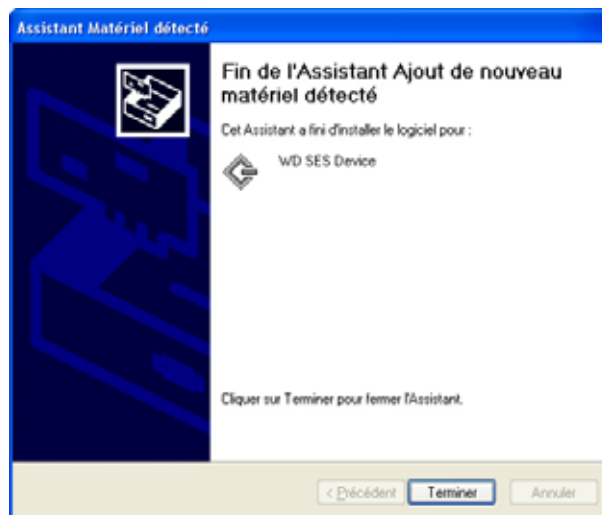 Assistant Matériel détecté
Fin de l'Assistant Ajout de nouveau
matériel détecté
Cet Assistant a fini d'installer le logiciel pour :
WD SES Device
Cliquer sur Terminer pour fermer l'Assistant.
< Précédent Terminer Annuler